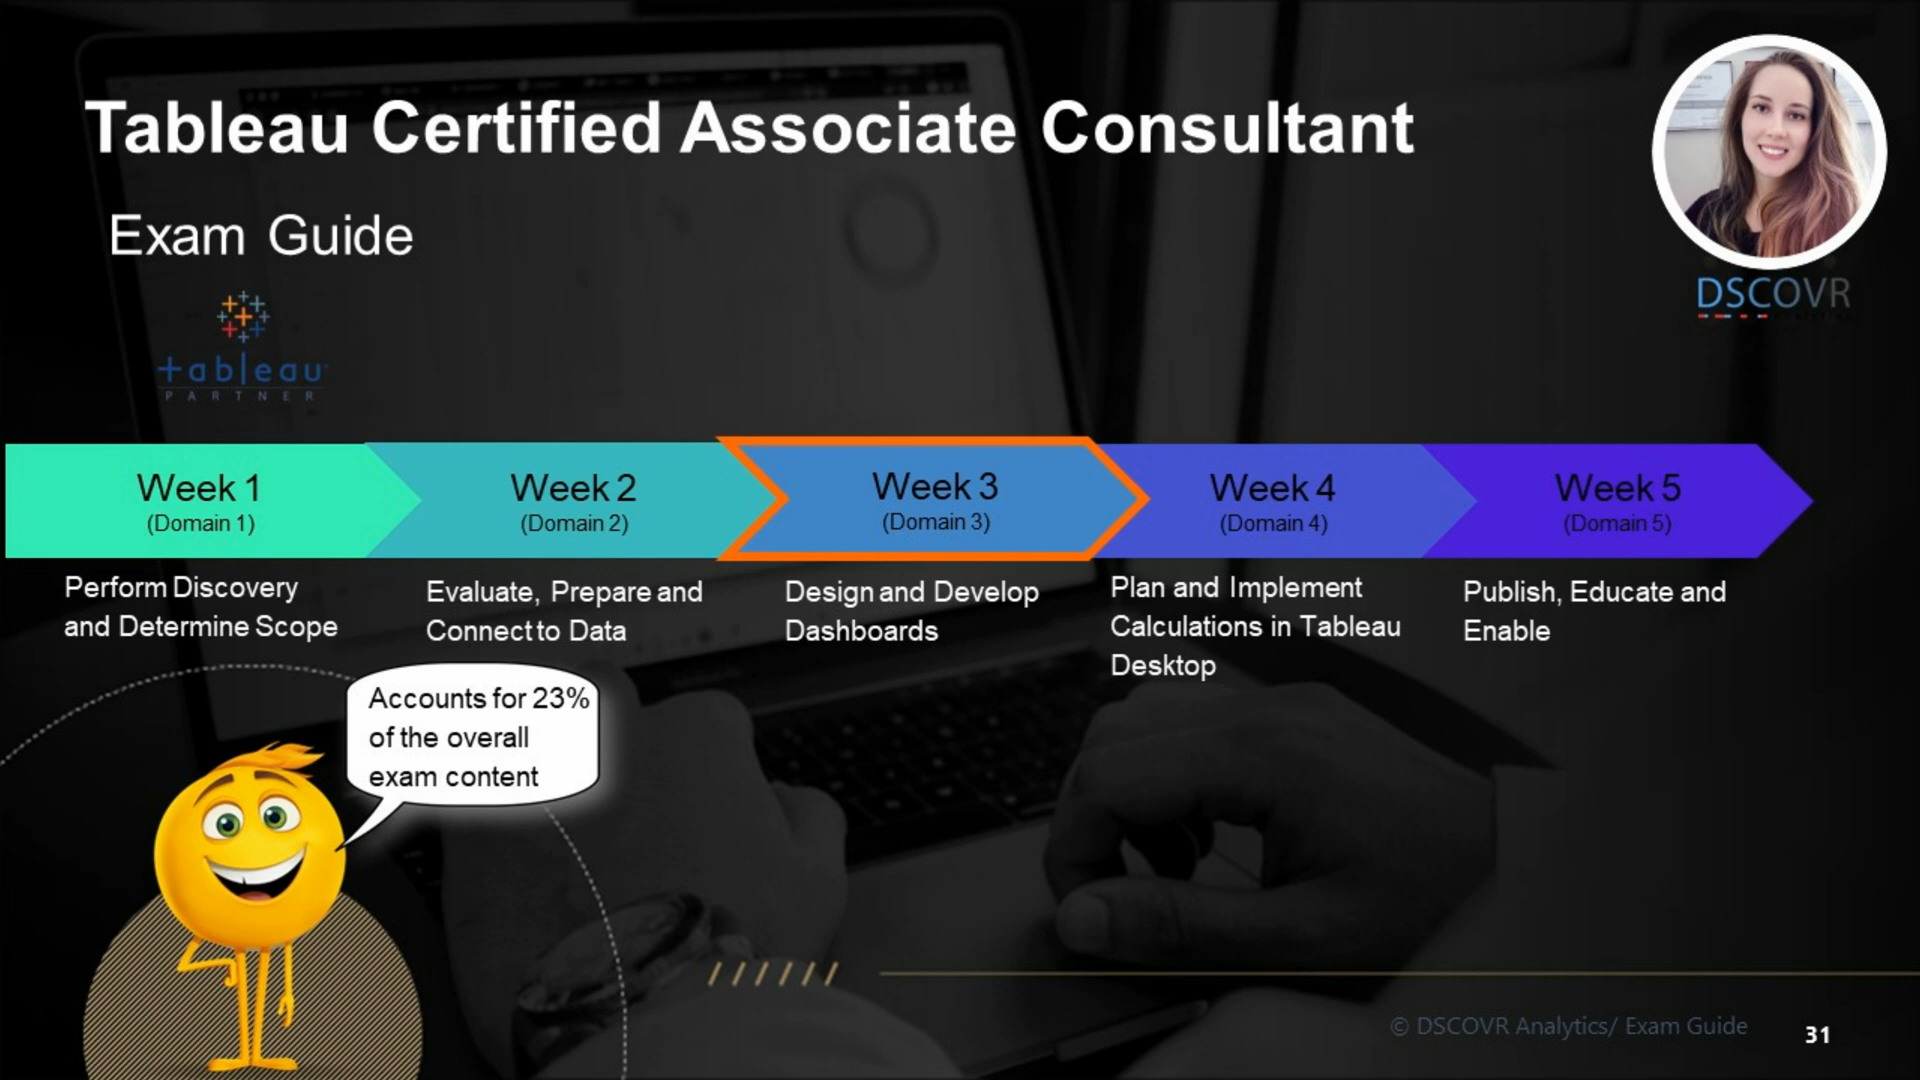 Tableau Certified Associate Consultant
Exam Guide
DSCOVR
+ableau
PARTNER
Week 1
(Domain 1)
Week 2
(Domain 2)
Week 3
(Domain 3)
Week 4
(Domain 4)
Week 5
(Domain 5)
Perform Discovery
and Determine Scope
Evaluate, Prepare and
Connect to Data
Design and Develop
Dashboards
Plan and Implement
Calculations in Tableau
Desktop
Publish, Educate and
Enable
Accounts for 23%
of the overall
exam content
© DSCOVR Analytics/ Exam Guide
31